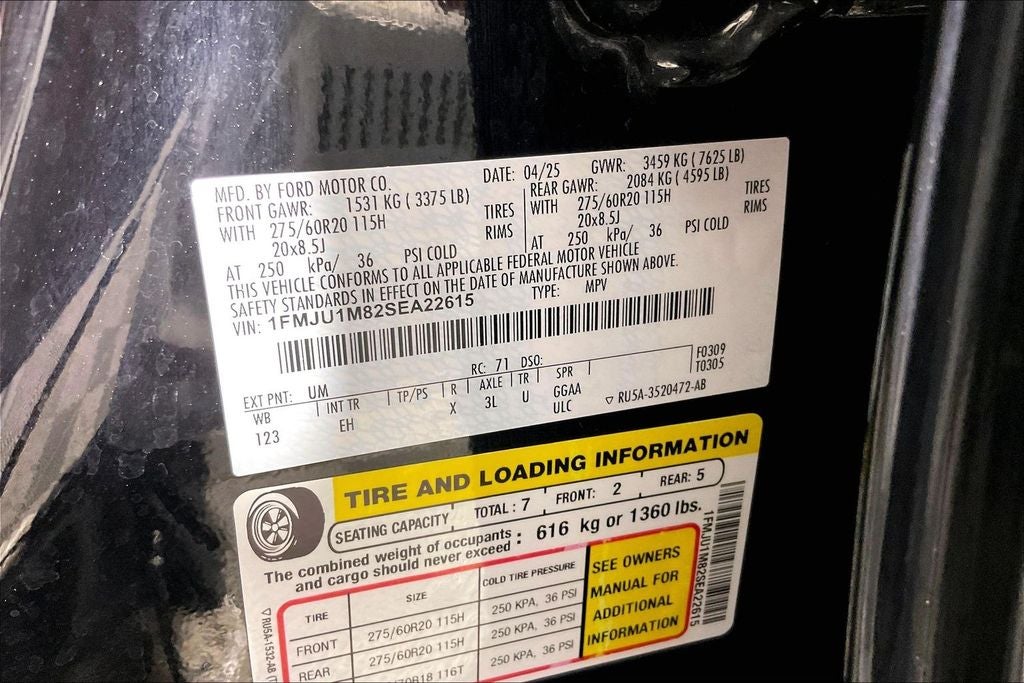 MFD. BY FORD MOTOR CO. DATE: 04/25 GVWR: 3459 KG ( 7625 LB)
FRONT GAWR: 1531 KG ( 3375 LB) REAR GAWR: 2084 KG ( 4595 LB)
WITH 275/60R20 115H TIRES WITH 275/60R20 115H TIRES
20x8.5J RIMS 20x8.5J RIMS
AT 250 kPa/ 36 PSI COLD AT 250 kPa/ 36 PSI COLD
THIS VEHICLE CONFORMS TO ALL APPLICABLE FEDERAL MOTOR VEHICLE
SAFETY STANDARDS IN EFFECT ON THE DATE OF MANUFACTURE SHOWN ABOVE.
VIN: 1FMJU1M82SEA22615 TYPE: MPV
EXT PNT: UM RC: 71 DSO: F0309
T0305
WB INT TR TP/PS R AXLE TR SPR
123 EH X 3L U GGAA
ULC ▽ RU5A-3520472-AB
TIRE AND LOADING INFORMATION
SEATING CAPACITY TOTAL : 7 FRONT: 2 REAR: 5
The combined weight of occupants and cargo should never exceed : 616 kg or 1360 lbs.
TIRE SIZE COLD TIRE PRESSURE
FRONT 275/60R20 115H 250 KPA, 36 PSI
REAR 275/60R20 115H 250 KPA, 36 PSI
70R18 116T 250 KPA, 36 PSI
SEE OWNERS
MANUAL FOR
ADDITIONAL
INFORMATION
1FMJU1M82SEA22615
▽ RU5A-1532-AB